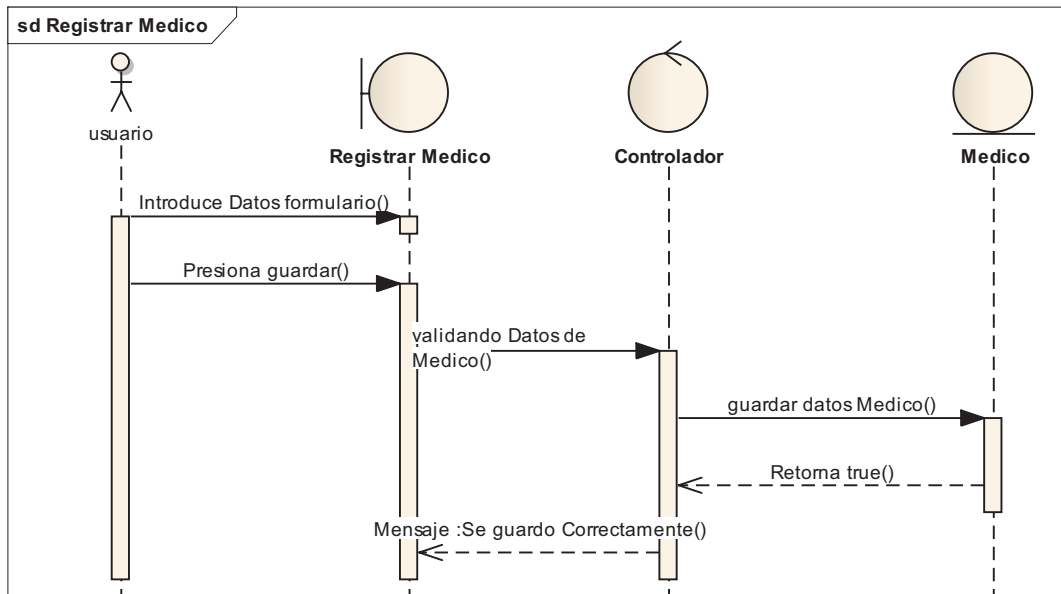 sd Registrar Medico
usuario
Registrar Medico
Controlador
Medico
Introduce Datos formulario()
Presiona guardar()
validando Datos de
Medico()
guardar datos Medico()
Retorna true()
Mensaje :Se guardo Correctamente()